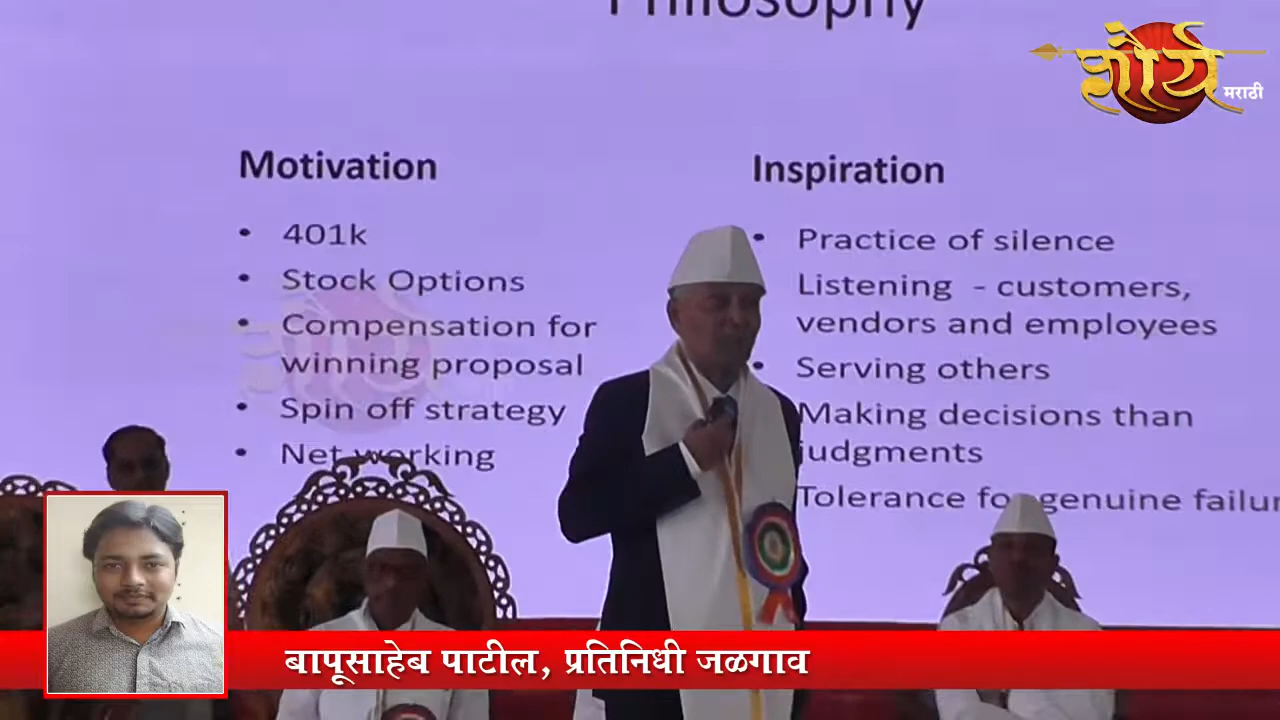 Philosophy
शौर्य
मराठी
Motivation
• 401k
• Stock Options
• Compensation for
winning proposal
• Spin off strategy
• Net working
Inspiration
• Practice of silence
Listening - customers,
vendors and employees
• Serving others
Making decisions than
judgments
Tolerance for genuine failur
बापूसाहेब पाटील, प्रतिनिधी जळगाव